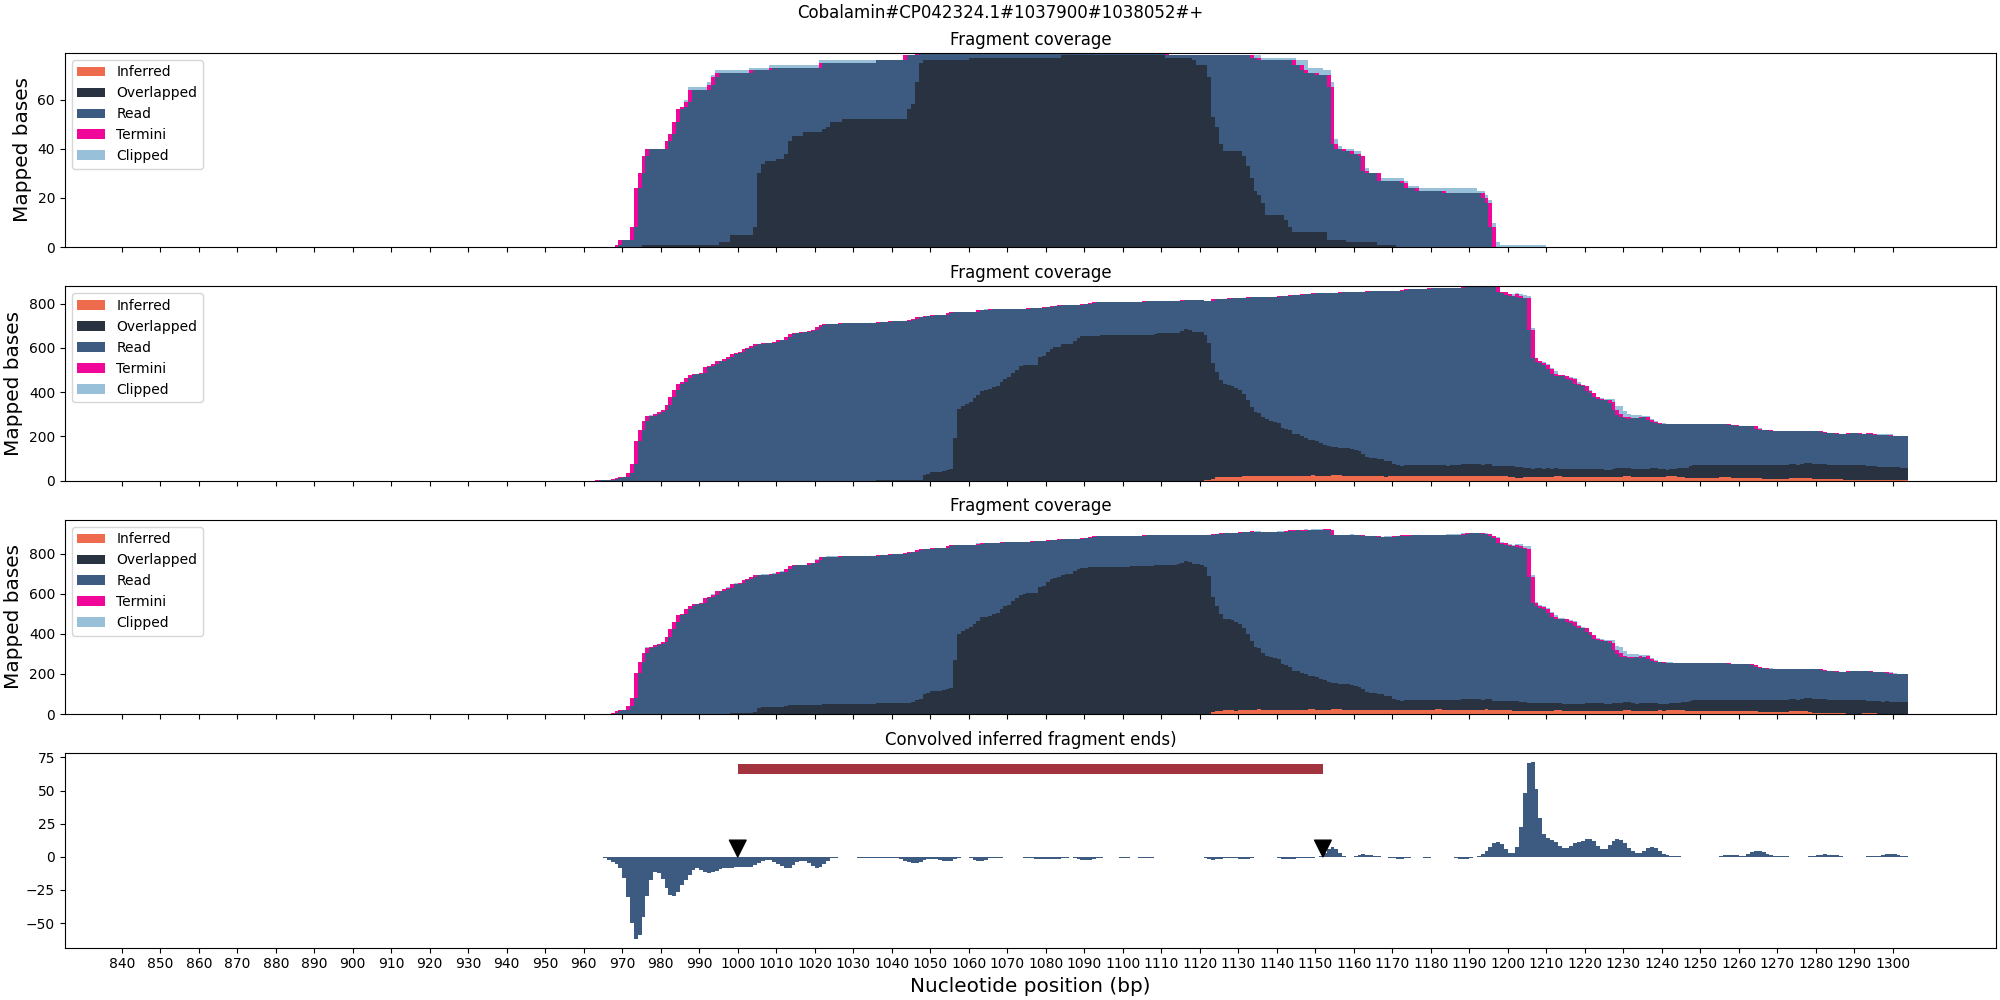 Cobalamin#CP042324.1#1037900#1038052#+
Fragment coverage
Mapped bases
60
40
20
0
Inferred
Overlapped
Read
Termini
Clipped
Fragment coverage
Mapped bases
800
600
400
200
0
Inferred
Overlapped
Read
Termini
Clipped
Fragment coverage
Mapped bases
800
600
400
200
0
Inferred
Overlapped
Read
Termini
Clipped
Convolved inferred fragment ends)
75
50
25
0
−25
−50
840 850 860 870 880 890 900 910 920 930 940 950 960 970 980 990 1000 1010 1020 1030 1040 1050 1060 1070 1080 1090 1100 1110 1120 1130 1140 1150 1160 1170 1180 1190 1200 1210 1220 1230 1240 1250 1260 1270 1280 1290 1300
Nucleotide position (bp)